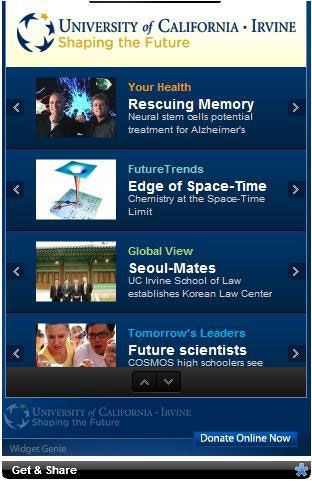 UNIVERSITY of CALIFORNIA • IRVINE
Shaping the Future
Your Health
Rescuing Memory
Neural stem cells potential
treatment for Alzheimer's
FutureTrends
Edge of Space-Time
Chemistry at the Space-Time
Limit
Global View
Seoul-Mates
UC Irvine School of Law
establishes Korean Law Center
Tomorrow's Leaders
Future scientists
COSMOS high schoolers see
UNIVERSITY of CALIFORNIA • IRVINE
Shaping the Future
Donate Online Now
Widget Genie
Get & Share